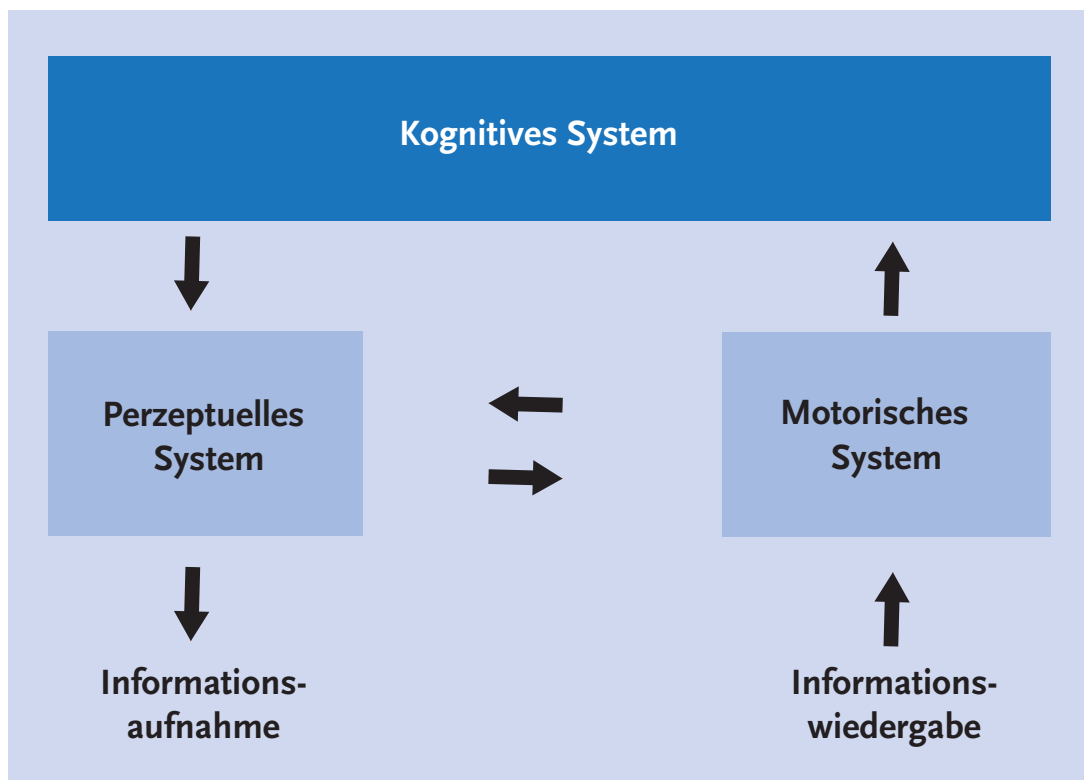 Kognitives System
Perzeptuelles
System
Motorisches
System
Informations-
aufnahme
Informations-
wiedergabe